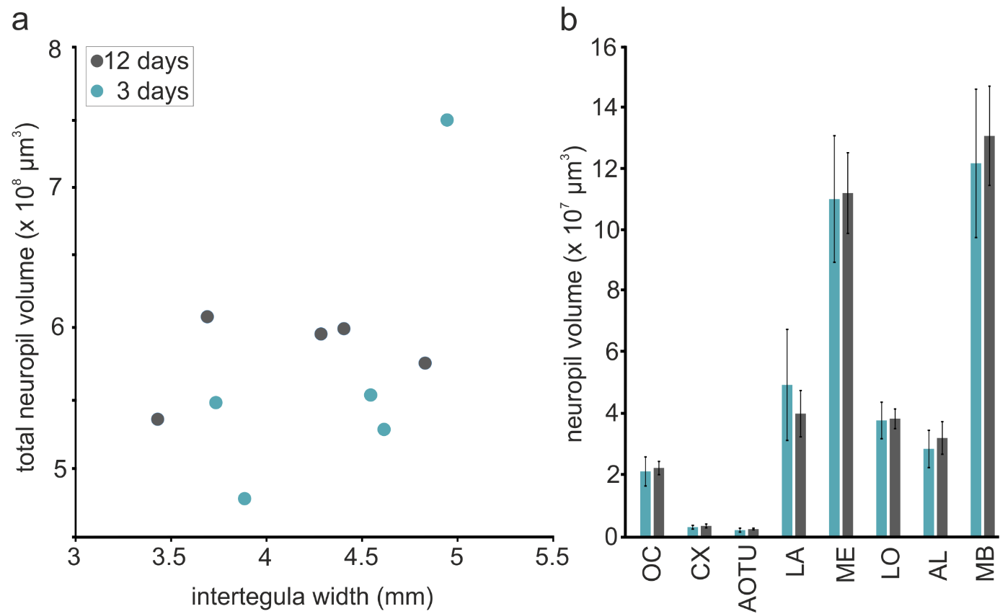 a
total neuropil volume (x 10⁸ µm³)
8
7
6
5
12 days
3 days
3 3.5 4 4.5 5 5.5
intertegula width (mm)
b
neuropil volume (x 10⁷ µm³)
16
14
12
10
8
6
4
2
0
OC CX AOTU LA ME LO AL MB